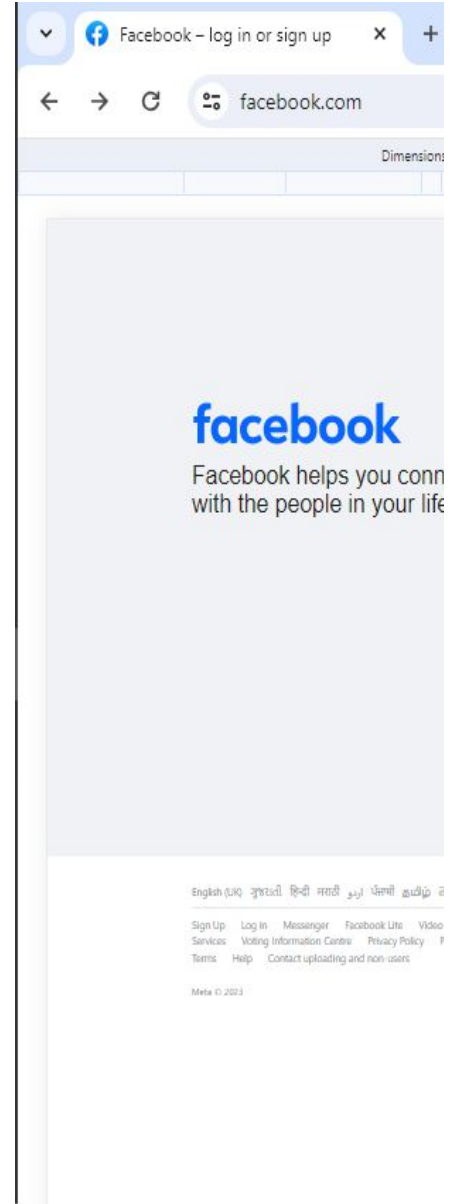 Facebook – log in or sign up
facebook.com
Dimensions
facebook
Facebook helps you conn
with the people in your life
English (UK) ગુજરાતી हिन्दी मराठी اردو ਪੰਜਾਬੀ தமிழ்
Sign Up Log in Messenger Facebook Lite Video
Services Voting Information Centre Privacy Policy P
Terms Help Contact uploading and non-users
Meta © 2023